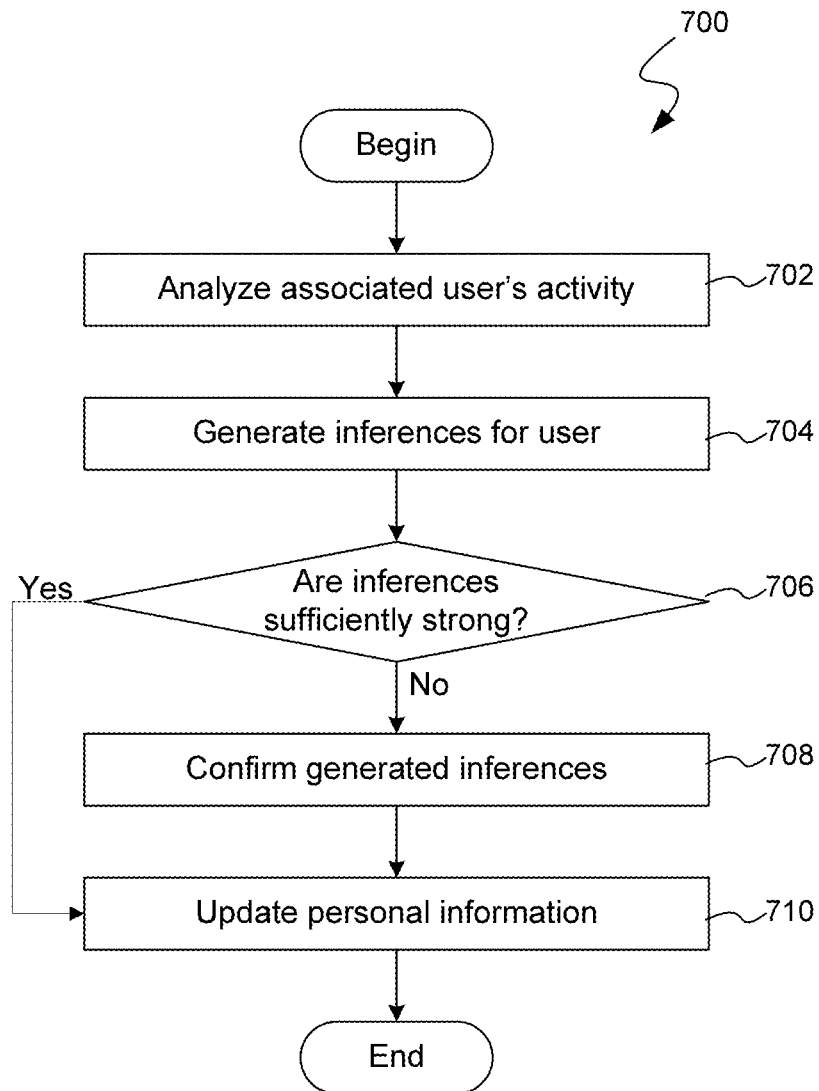 700
Begin
Analyze associated user's activity
702
Generate inferences for user
704
Yes
Are inferences
sufficiently strong?
706
No
Confirm generated inferences
708
Update personal information
710
End